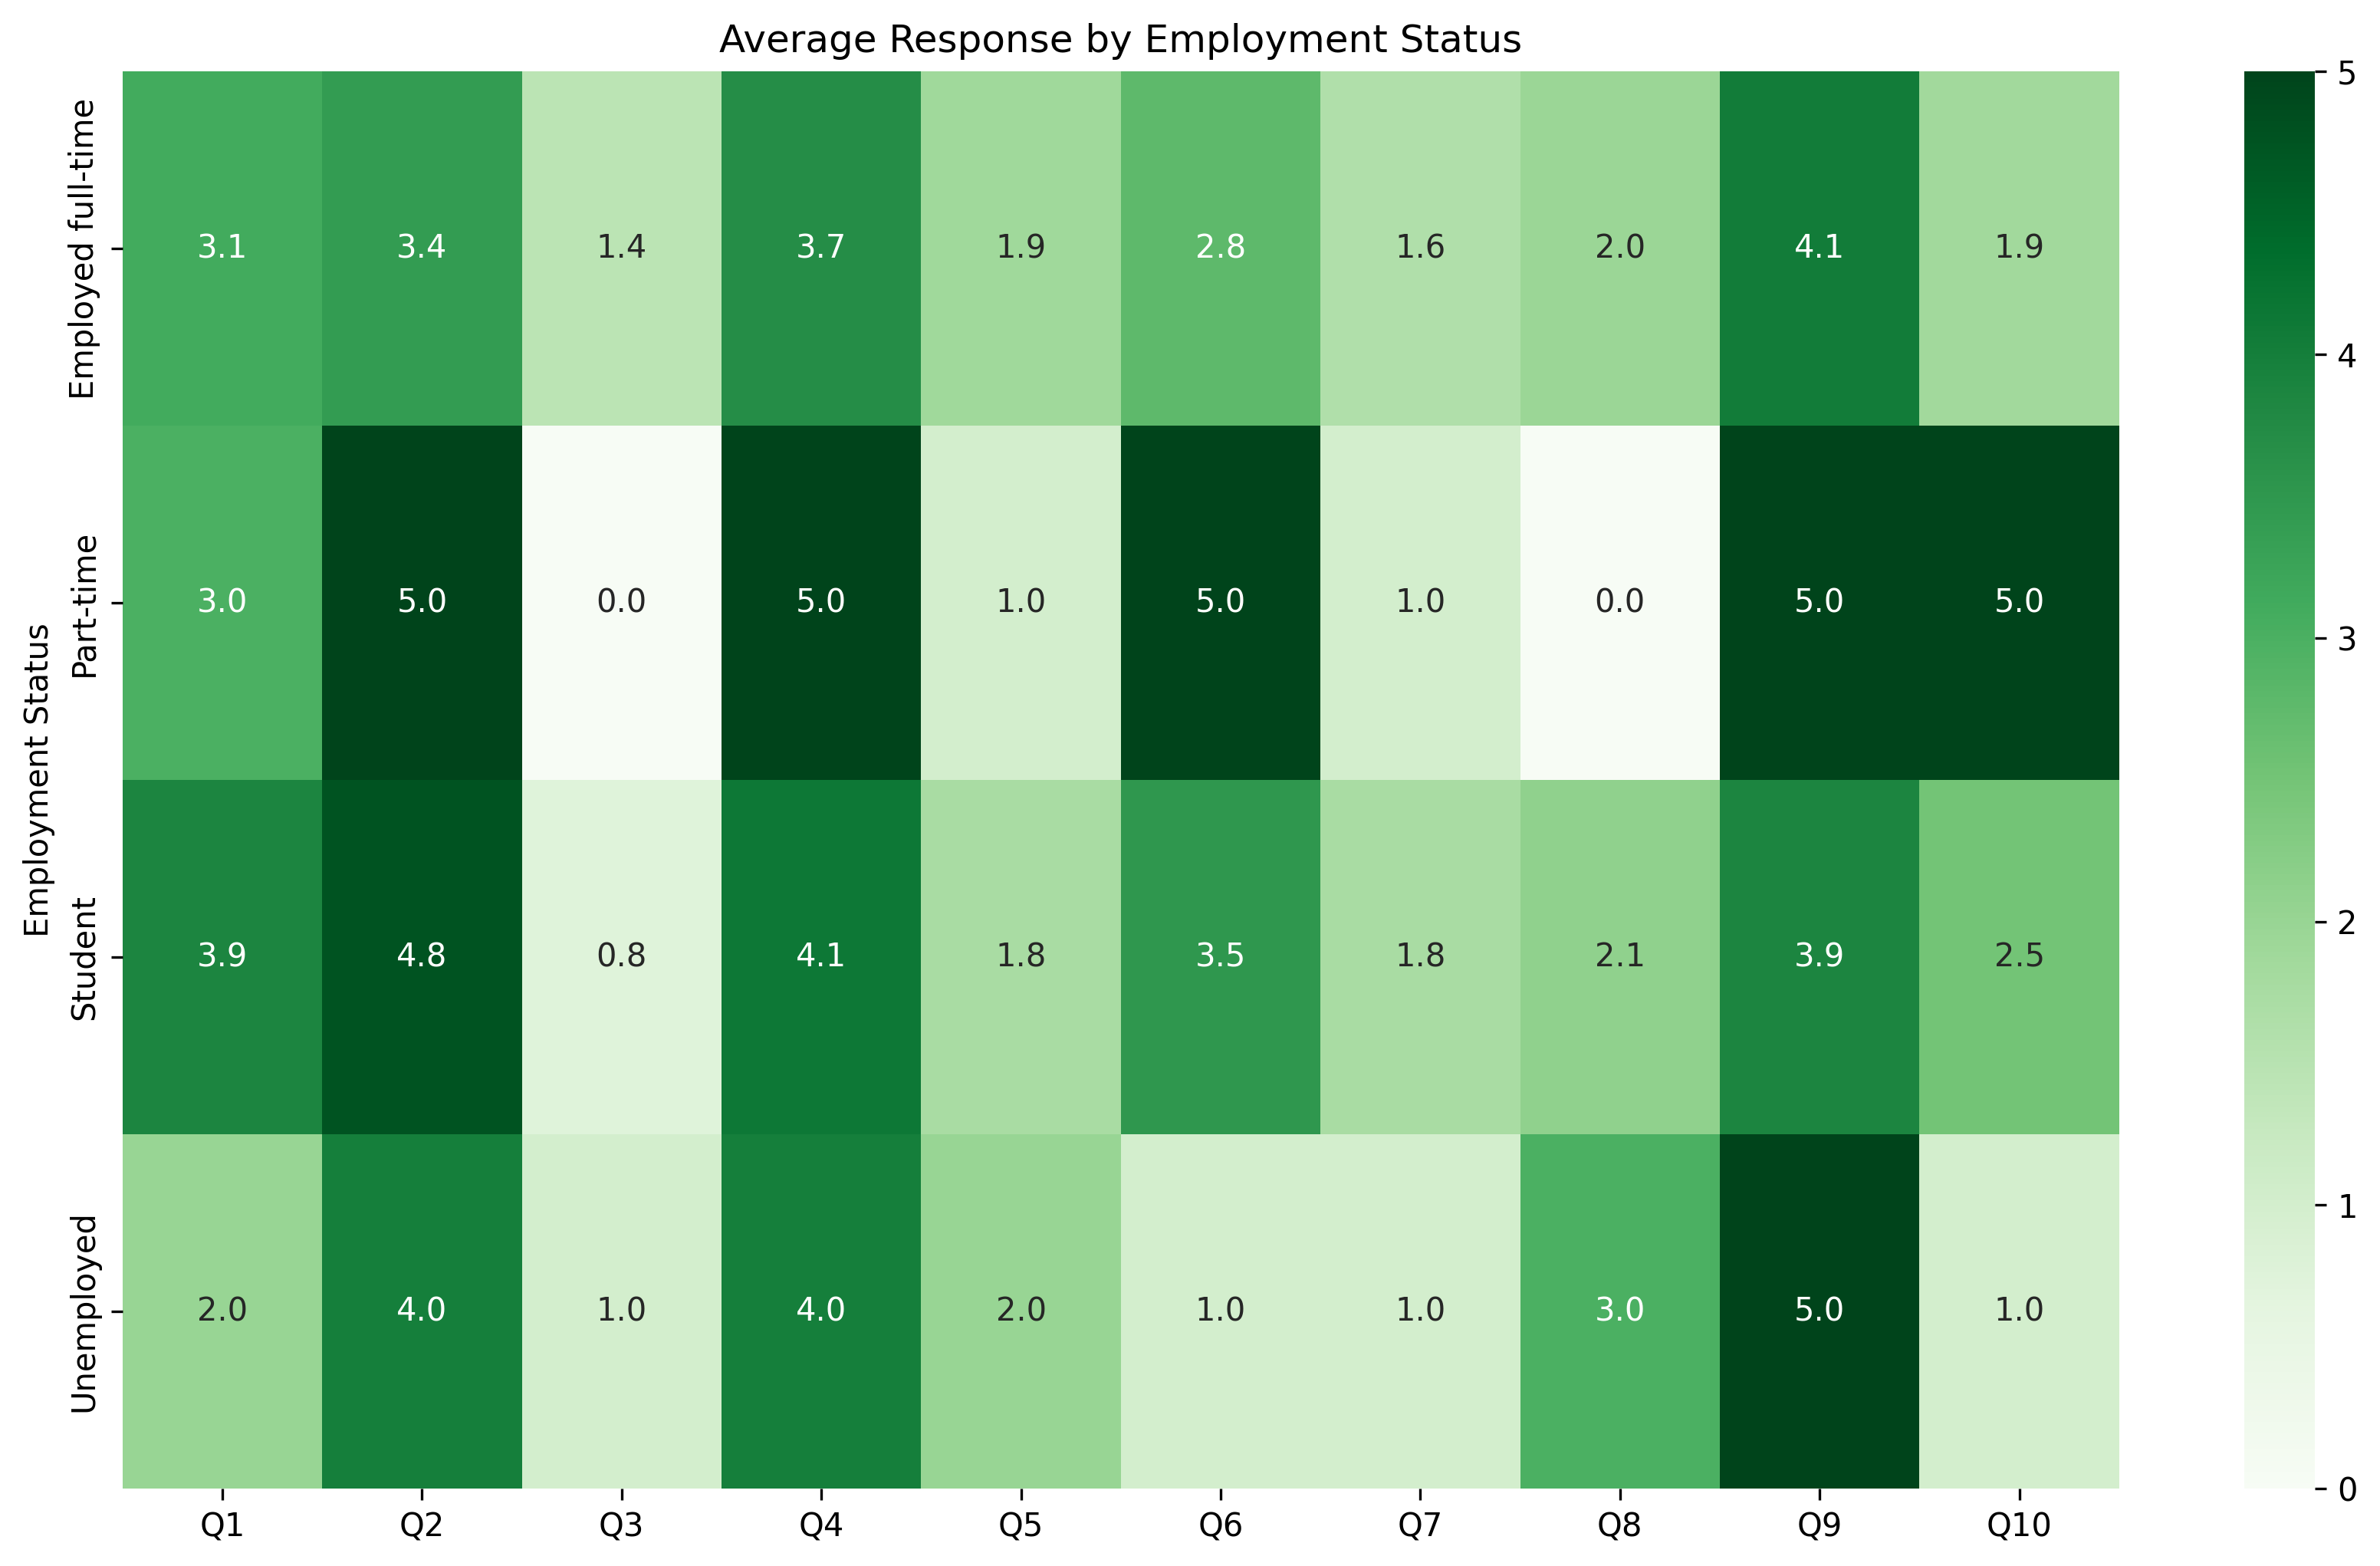 Average Response by Employment Status
Employment Status
Employed full-time
3.1 3.4 1.4 3.7 1.9 2.8 1.6 2.0 4.1 1.9
Part-time
3.0 5.0 0.0 5.0 1.0 5.0 1.0 0.0 5.0 5.0
Student
3.9 4.8 0.8 4.1 1.8 3.5 1.8 2.1 3.9 2.5
Unemployed
2.0 4.0 1.0 4.0 2.0 1.0 1.0 3.0 5.0 1.0
Q1 Q2 Q3 Q4 Q5 Q6 Q7 Q8 Q9 Q10
5
4
3
2
1
0